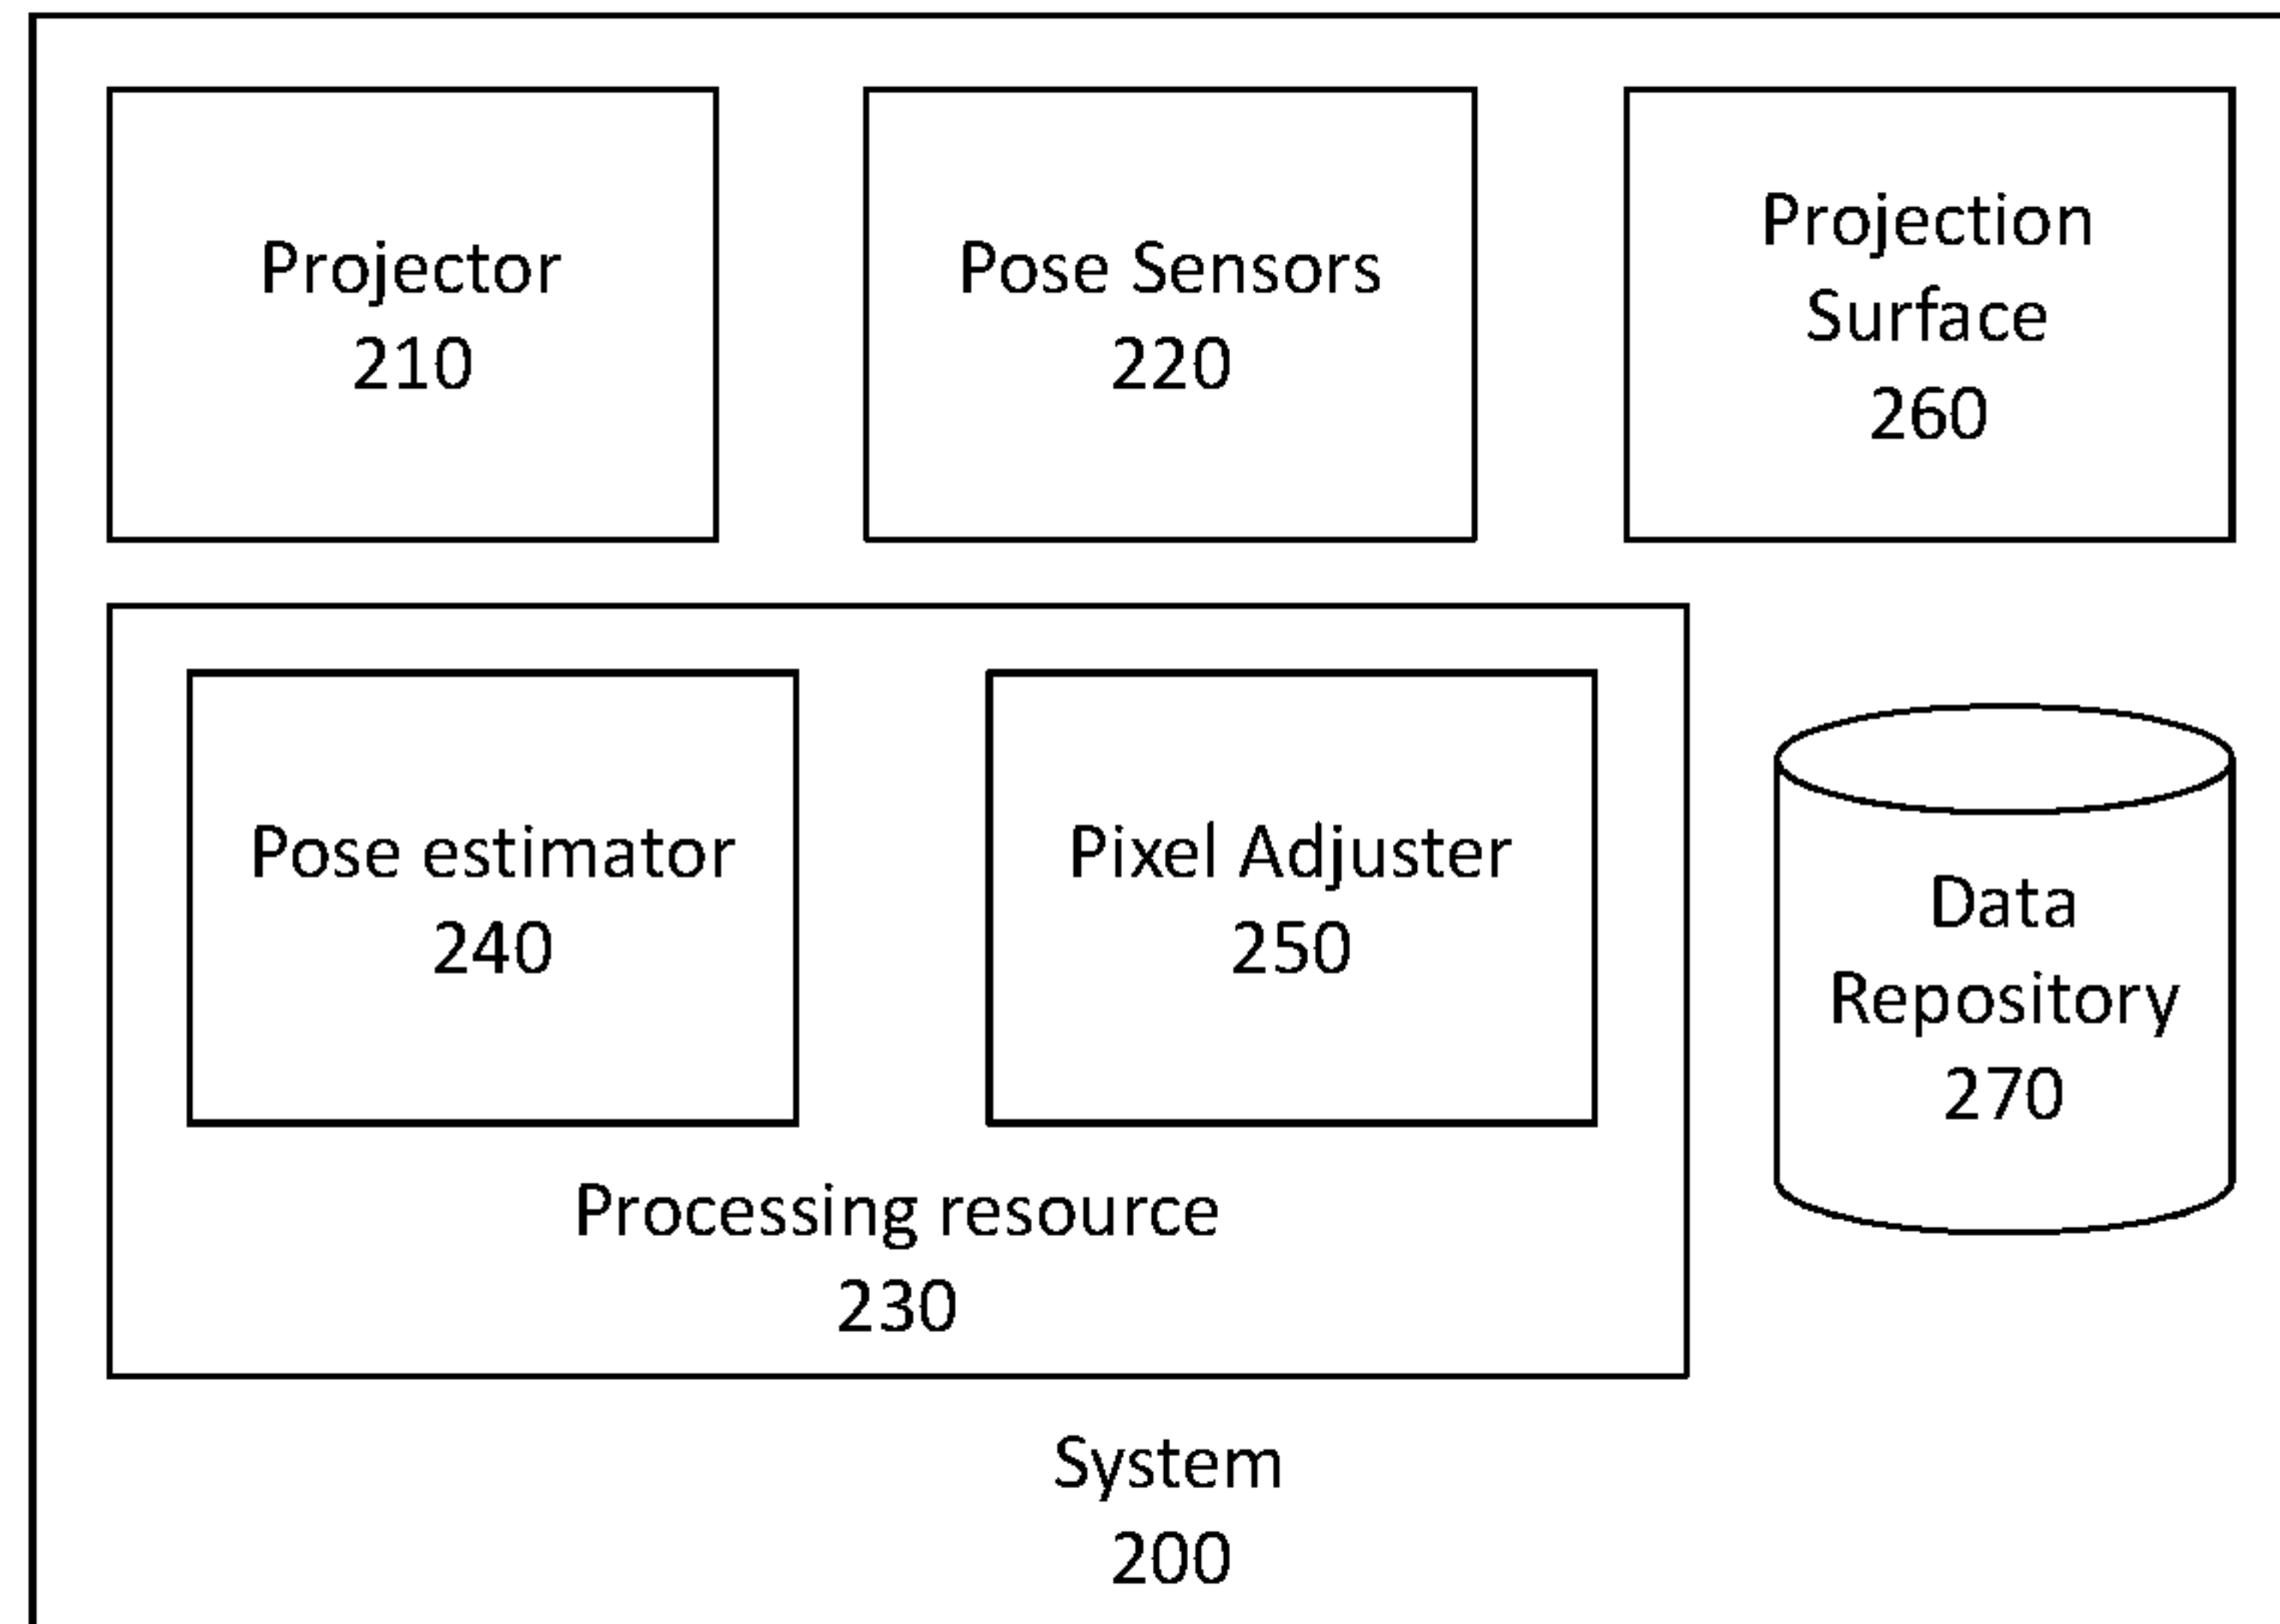 Projector
210
Pose Sensors
220
Projection
Surface
260
Pose estimator
240
Pixel Adjuster
250
Data
Repository
270
Processing resource
230
System
200